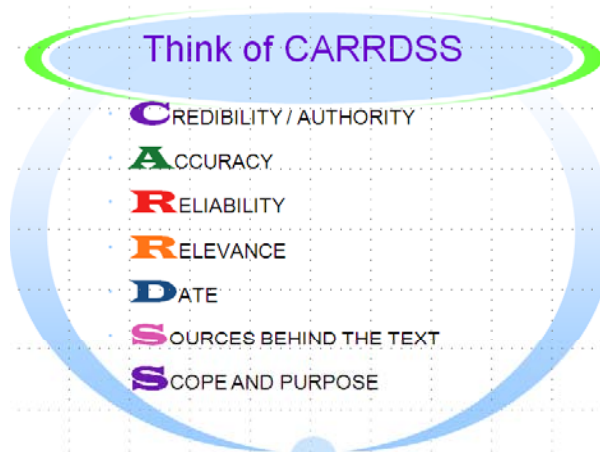 Think of CARRDSS
CREDIBILITY / AUTHORITY
ACCURACY
RELIABILITY
RELEVANCE
DATE
SOURCES BEHIND THE TEXT
SCOPE AND PURPOSE